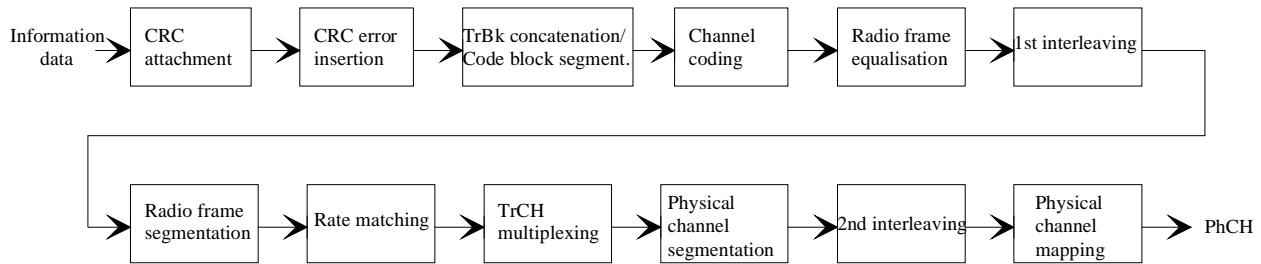 Information
data
CRC
attachment
CRC error
insertion
TrBk concatenation/
Code block segment.
Channel
coding
Radio frame
equalisation
1st interleaving
Radio frame
segmentation
Rate matching
TrCH
multiplexing
Physical
channel
segmentation
2nd interleaving
Physical
channel
mapping
PhCH